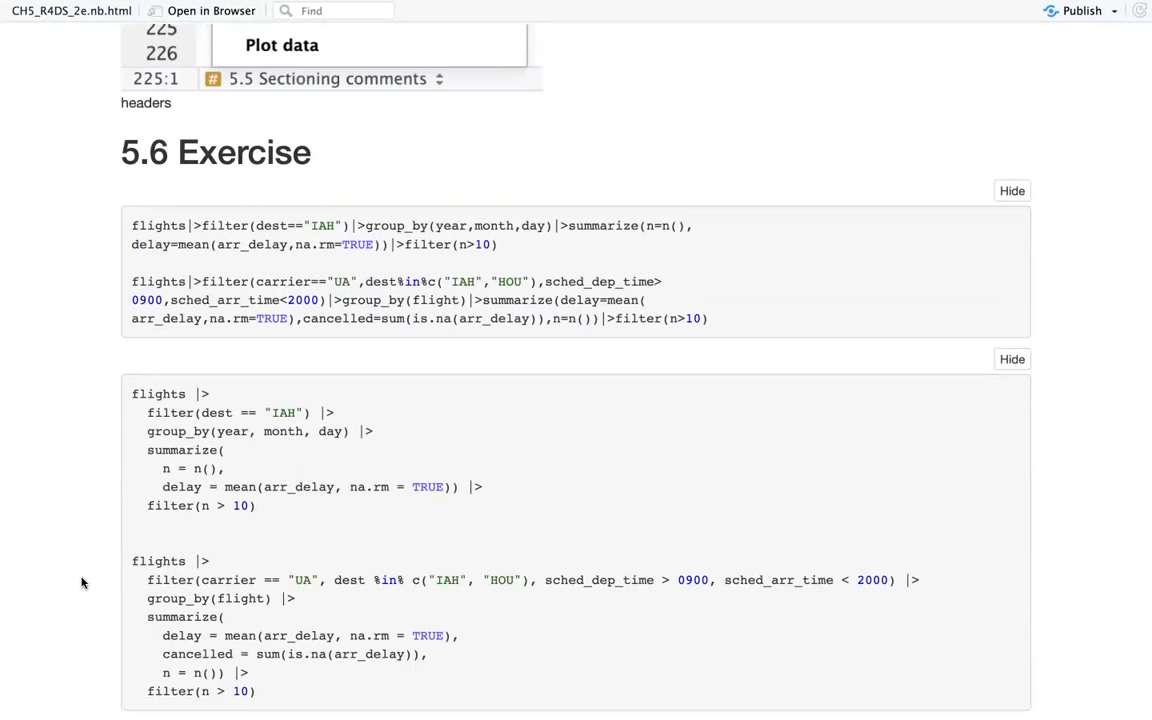 CH5_R4DS_2e.nb.html Open in Browser Find Publish
225
226
Plot data
225:1 # 5.5 Sectioning comments
headers
5.6 Exercise
Hide
flights|>filter(dest=="IAH")|>group_by(year,month,day)|>summarize(n=n(),
delay=mean(arr_delay,na.rm=TRUE))|>filter(n>10)
flights|>filter(carrier=="UA",dest%in%c("IAH","HOU"),sched_dep_time>
0900,sched_arr_time<2000)|>group_by(flight)|>summarize(delay=mean(
arr_delay,na.rm=TRUE),cancelled=sum(is.na(arr_delay)),n=n())|>filter(n>10)
Hide
flights |>
  filter(dest == "IAH") |>
  group_by(year, month, day) |>
  summarize(
    n = n(),
    delay = mean(arr_delay, na.rm = TRUE)) |>
  filter(n > 10)
flights |>
  filter(carrier == "UA", dest %in% c("IAH", "HOU"), sched_dep_time > 0900, sched_arr_time < 2000) |>
  group_by(flight) |>
  summarize(
    delay = mean(arr_delay, na.rm = TRUE),
    cancelled = sum(is.na(arr_delay)),
    n = n()) |>
  filter(n > 10)